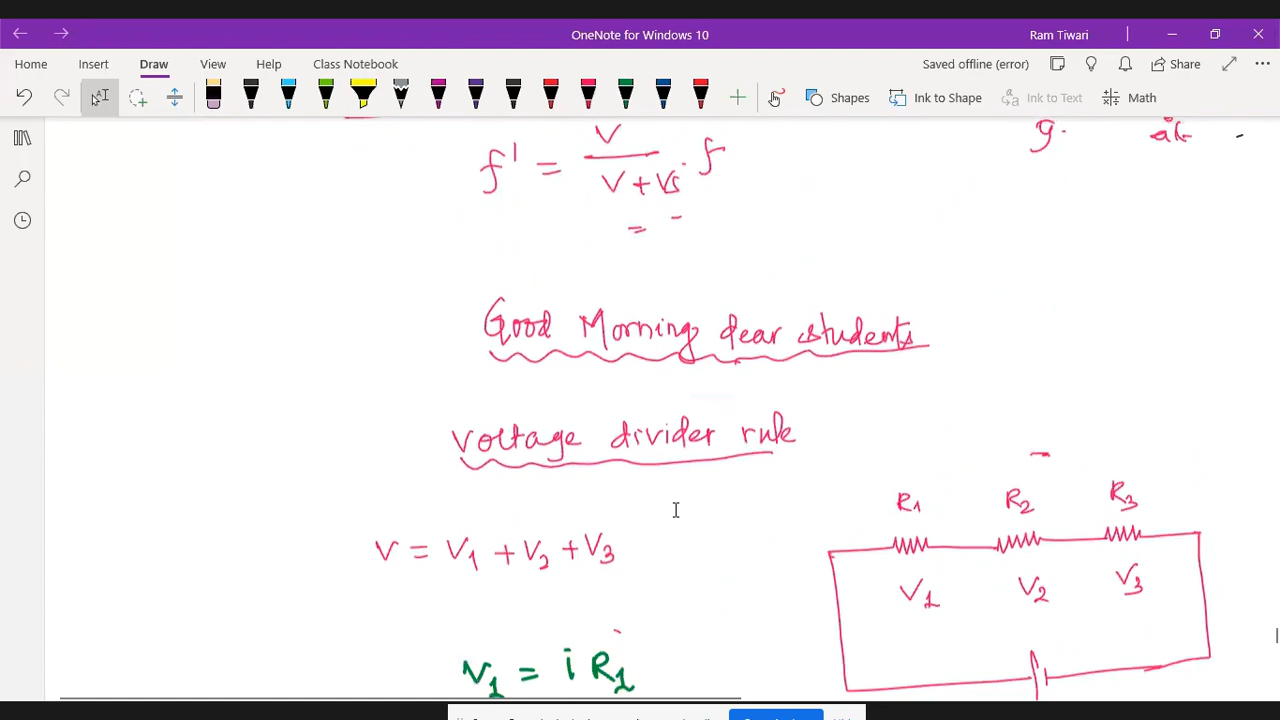 OneNote for Windows 10
Ram Tiwari
Home Insert Draw View Help Class Notebook
Saved offline (error)
Share
Shapes
Ink to Shape
Ink to Text
Math
g.
f' = V / V + Vs . f
=
Good Morning dear students
voltage divider rule
R1 R2 R3
V = V1 + V2 + V3
V1 V2 V3
V1 = i R1